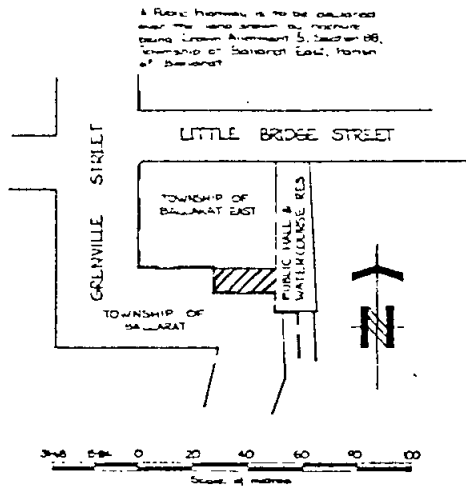 A Public Highway is to be declared
over the land shown by hachure
being Crown Allotment 5, Section 88,
Township of Ballarat East, Parish
of Ballarat
LITTLE BRIDGE STREET
GRENVILLE STREET
TOWNSHIP OF
BALLARAT EAST
PUBLIC HALL &
WATERCOURSE RES
TOWNSHIP OF
BALLARAT
N
0 20 40 60 80 100
Scale of metres